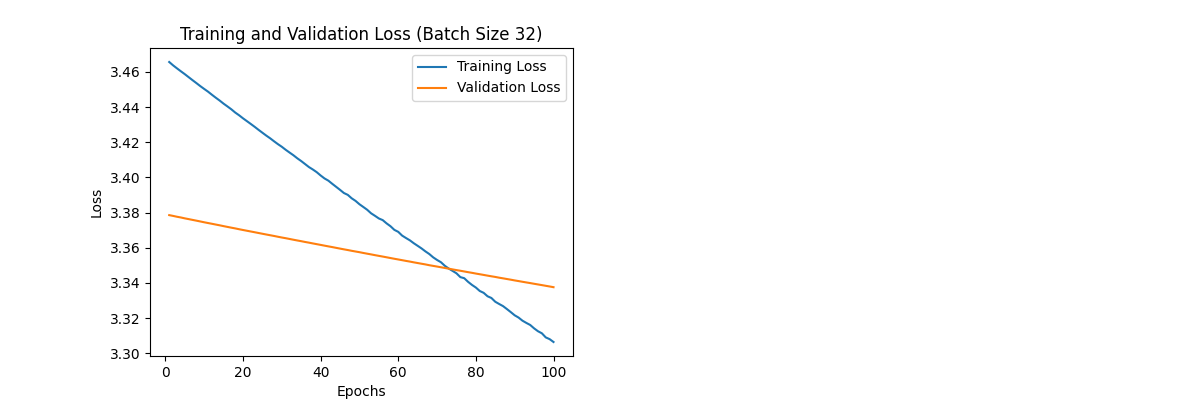 Training and Validation Loss (Batch Size 32)
Training Loss
Validation Loss
3.46
3.44
3.42
3.40
3.38
3.36
3.34
3.32
3.30
Loss
0 20 40 60 80 100
Epochs